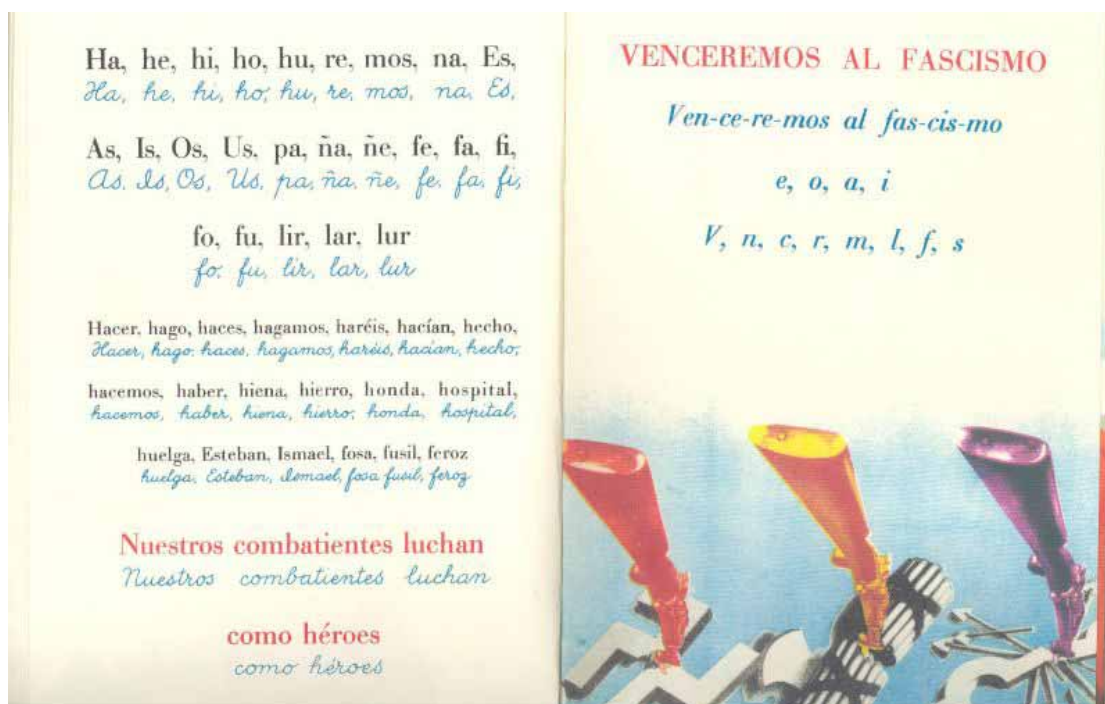 Ha, he, hi, ho, hu, re, mos, na, Es,
Ha, he, hi, ho, hu, re, mos, na, Es,
As, Is, Os, Us. pa, ña, ñe, fe, fa, fi,
As. Is, Os, Us, pa, ña, ñe, fe, fa, fi,
fo, fu, lir, lar, lur
fo, fu, lir, lar, lur
Hacer, hago, haces, hagamos, haréis, hacían, hecho,
Hacer, hago, haces, hagamos, haréis, hacían, hecho,
hacemos, haber, hiena, hierro, honda, hospital,
hacemos, haber, hiena, hierro, honda, hospital,
huelga, Esteban, Ismael, fosa, fusil, feroz
huelga, Esteban, Ismael, fosa fusil, feroz
Nuestros combatientes luchan
Nuestros combatientes luchan
como héroes
como héroes
VENCEREMOS AL FASCISMO
Ven-ce-re-mos al fas-cis-mo
e, o, a, i
V, n, c, r, m, l, f, s